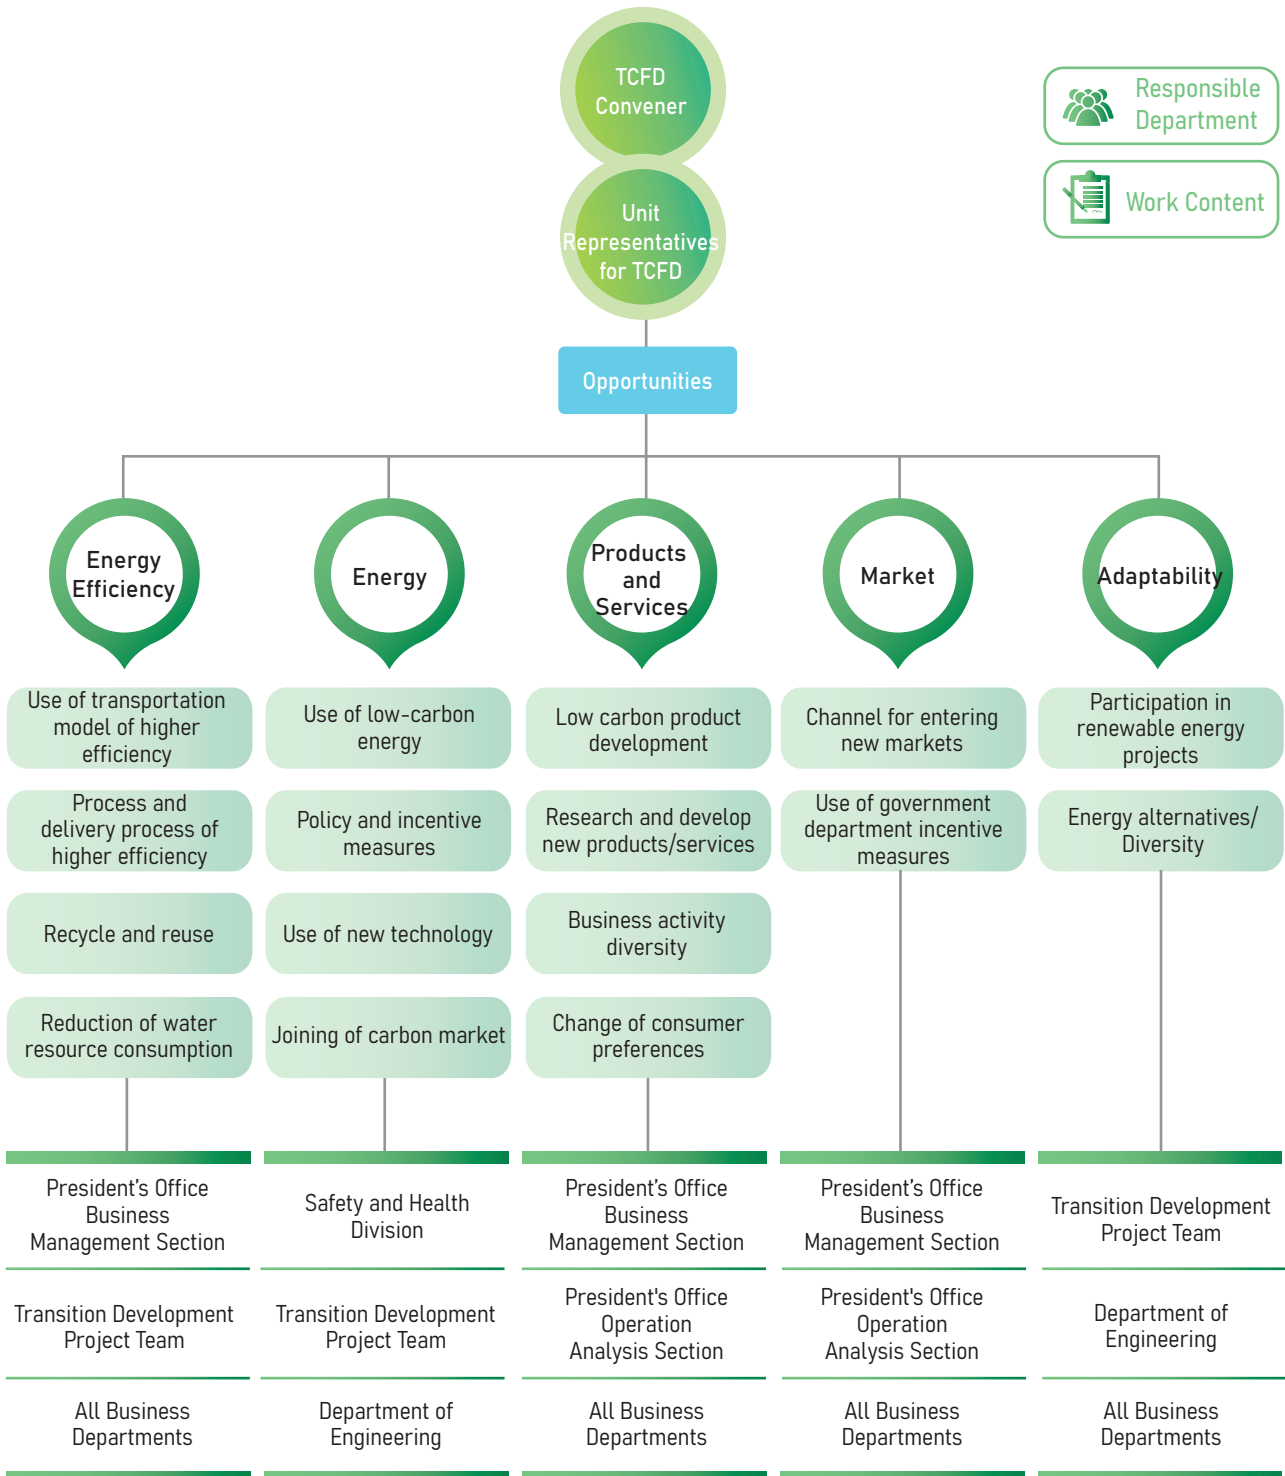 TCFD
Convener
Responsible
Department
Work Content
Unit
Representatives
for TCFD
Opportunities
Energy
Efficiency
Energy
Products
and
Services
Market
Adaptability
Use of transportation
model of higher
efficiency
Process and
delivery process of
higher efficiency
Recycle and reuse
Reduction of water
resource consumption
Use of low-carbon
energy
Policy and incentive
measures
Use of new technology
Joining of carbon market
Low carbon product
development
Research and develop
new products/services
Business activity
diversity
Change of consumer
preferences
Channel for entering
new markets
Use of government
department incentive
measures
Participation in
renewable energy
projects
Energy alternatives/
Diversity
President’s Office
Business
Management Section
Transition Development
Project Team
All Business
Departments
Safety and Health
Division
Transition Development
Project Team
Department of
Engineering
President’s Office
Business
Management Section
President's Office
Operation
Analysis Section
All Business
Departments
President’s Office
Business
Management Section
President's Office
Operation
Analysis Section
All Business
Departments
Transition Development
Project Team
Department of
Engineering
All Business
Departments